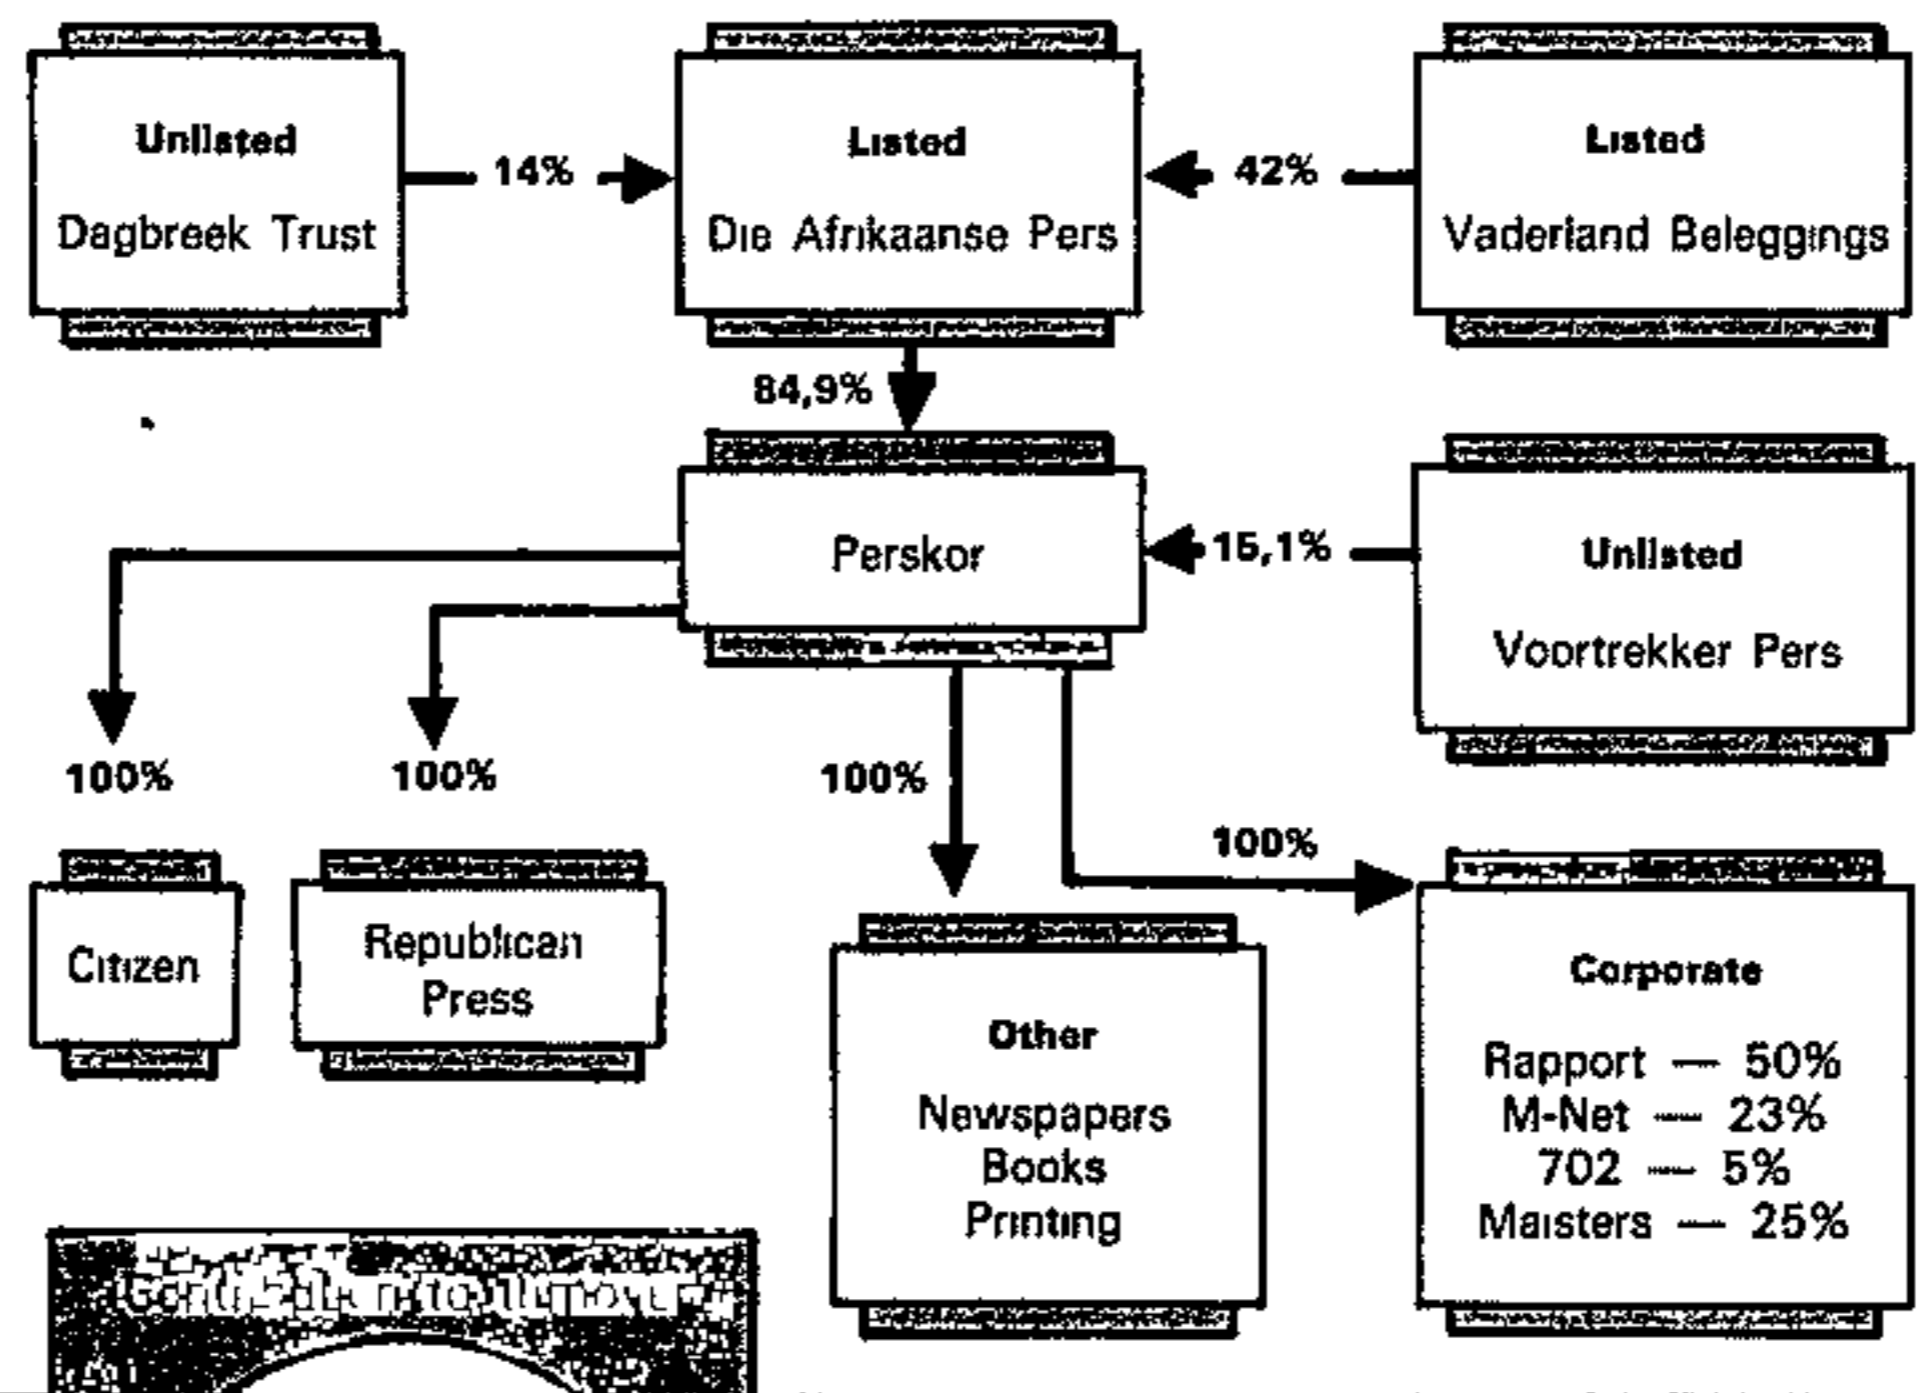 Unlisted
Dagbreek Trust
14%
Listed
Die Afrikaanse Pers
42%
Listed
Vaderland Beleggings
84,9%
Perskor
15,1%
Unlisted
Voortrekker Pers
100%
100%
100%
100%
Citizen
Republican
Press
Other
Newspapers
Books
Printing
Corporate
Rapport — 50%
M-Net — 23%
702 — 5%
Maisters — 25%